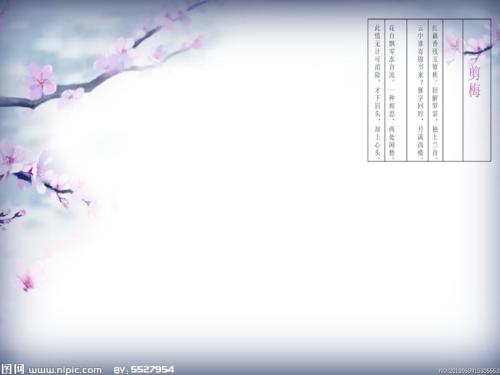 一剪梅
红藕香残玉簟秋。轻解罗裳，独上兰舟。
云中谁寄锦书来？雁字回时，月满西楼。
花自飘零水自流。一种相思，两处闲愁。
此情无计可消除，才下眉头，却上心头。
图网 www.nipic.com BY: 5527954